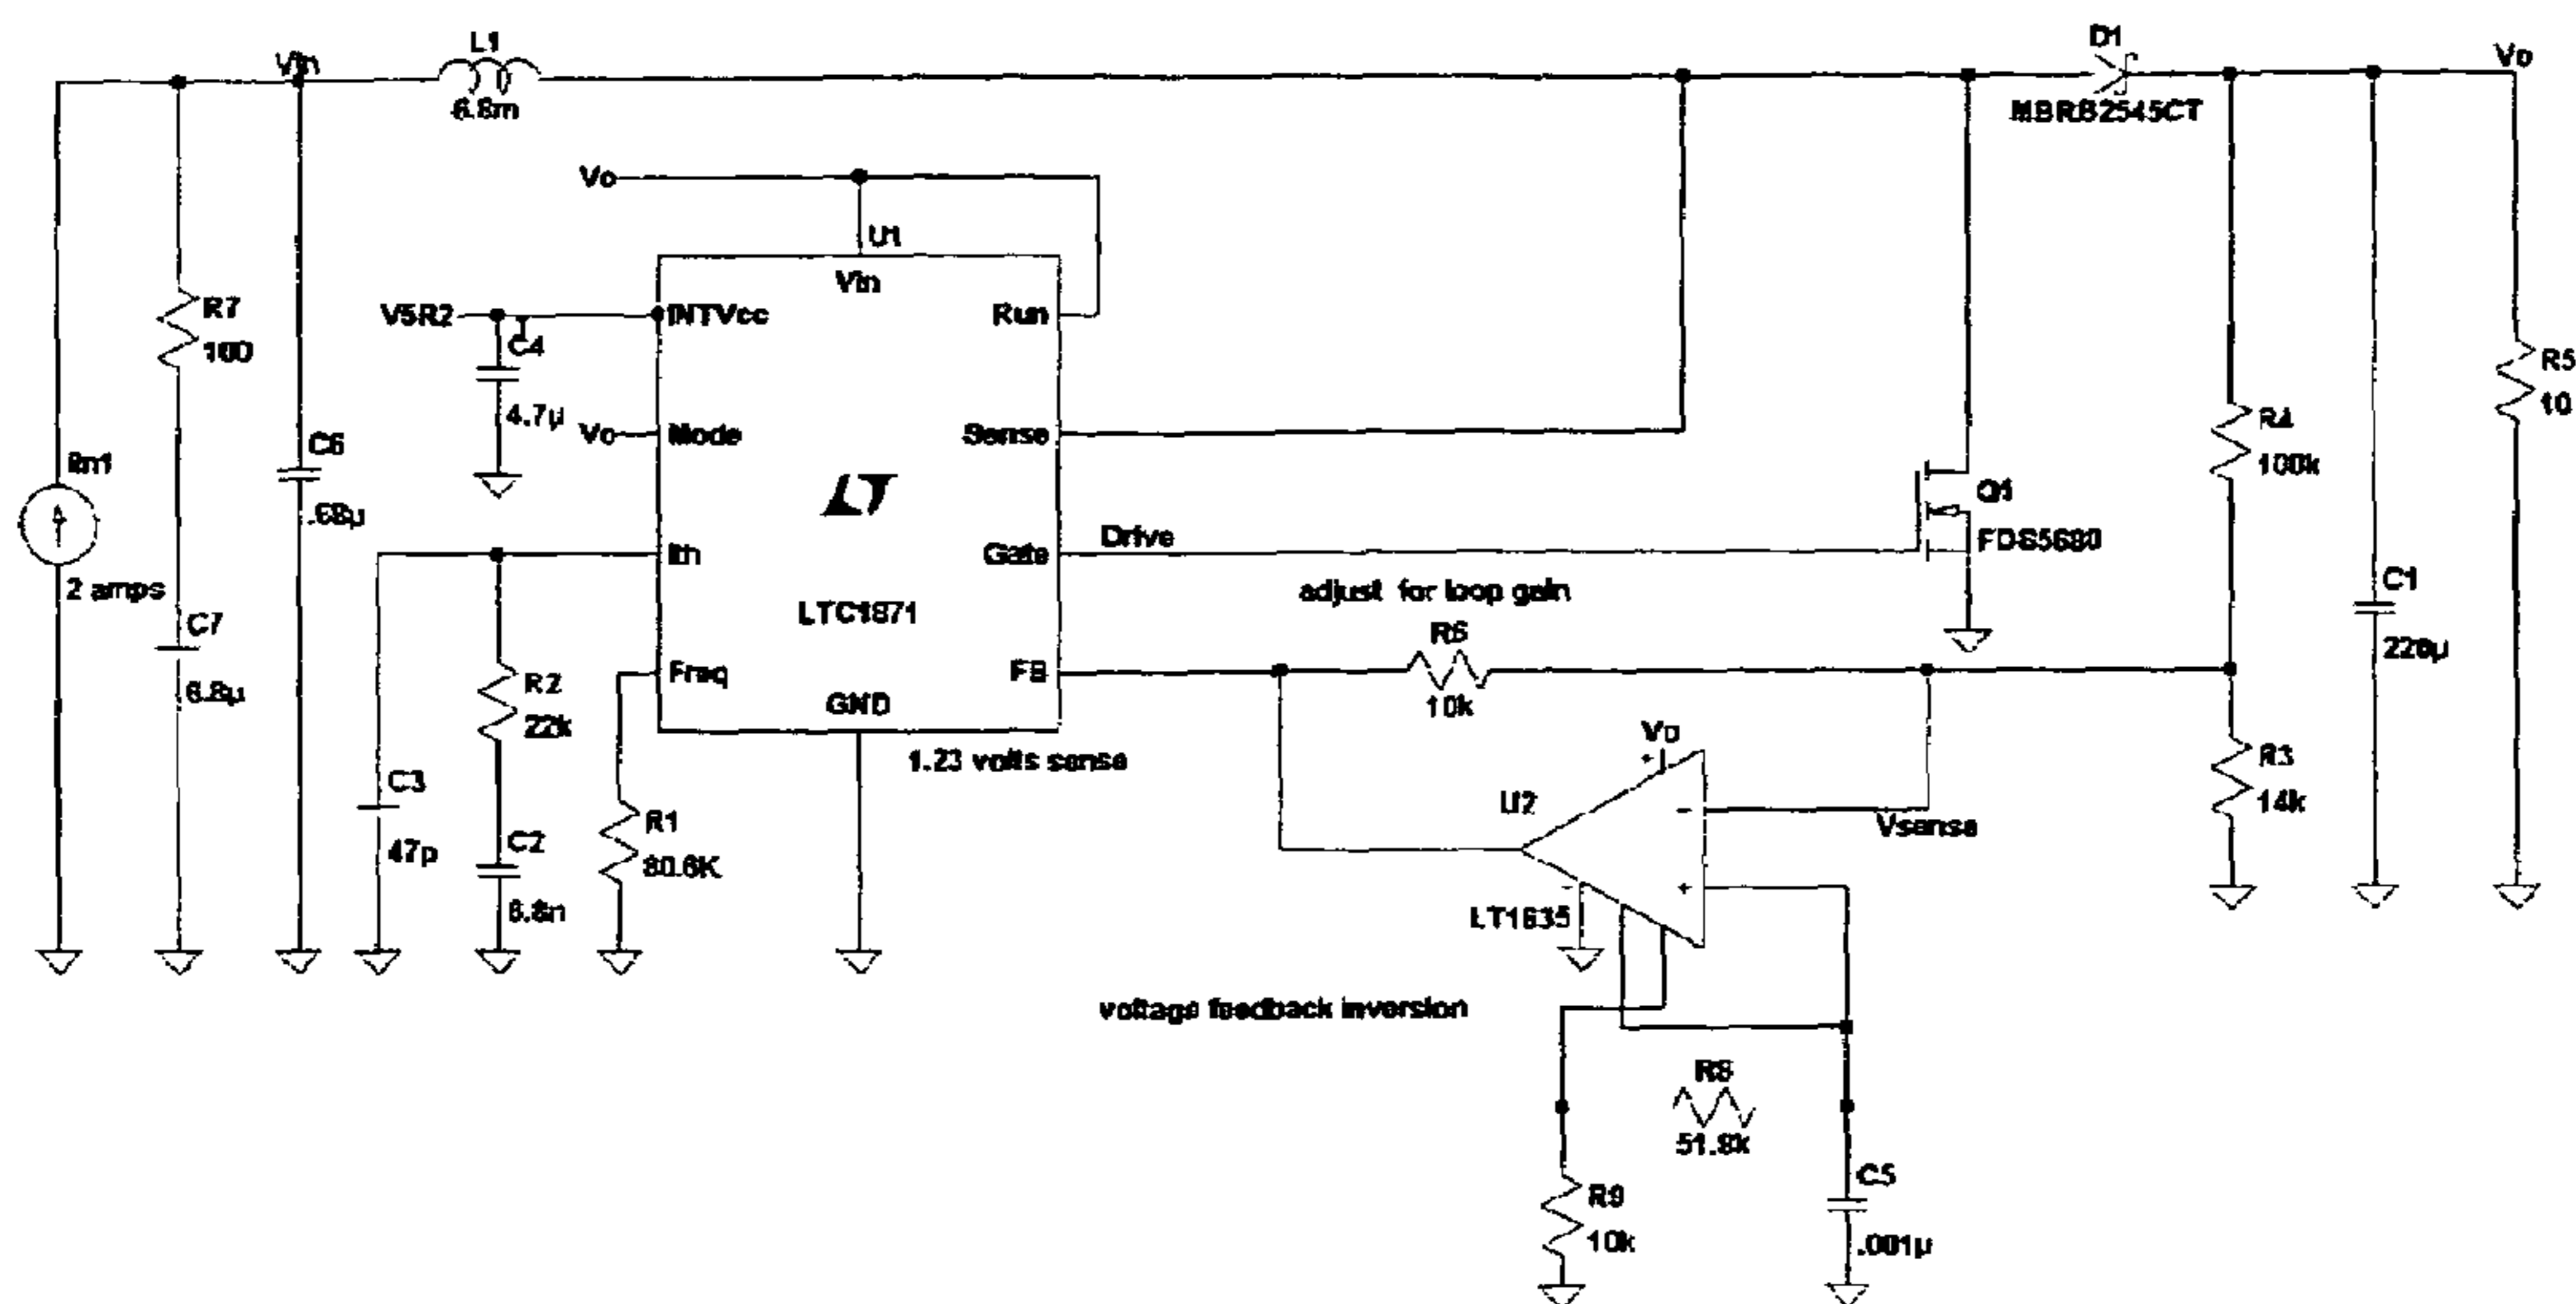 L1
Vin
6.8m
D1
MBRB2545CT
Vo
Vo
U1
Vin
R7
100
V5R2
INTVcc
Run
C4
4.7µ
R5
10
Vo
Mode
Sense
C6
.68µ
R4
100k
2 amps
Q1
FDS5680
Ith
LT
Gate
Drive
LTC1871
adjust for loop gain
C7
6.8µ
C1
220µ
R6
10k
Freq
FB
GND
R2
22k
1.23 volts sense
Vo
+
R3
14k
C3
47p
U2
-
Vsense
R1
80.6K
C2
6.8n
+
-
LT1635
voltage feedback inversion
R8
51.8k
C5
.001µ
R9
10k